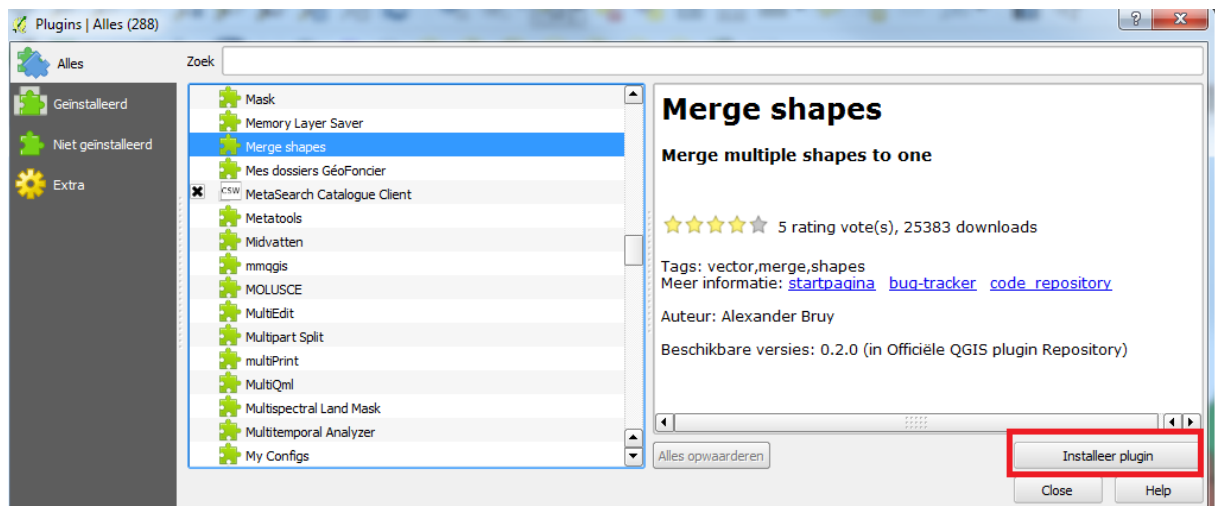 Plugins | Alles (288)
Alles
Geïnstalleerd
Niet geïnstalleerd
Extra
Zoek
Mask
Memory Layer Saver
Merge shapes
Mes dossiers GéoFoncier
CSW MetaSearch Catalogue Client
Metatools
Midvatten
mmqgis
MOLUSCE
MultiEdit
Multipart Split
multiPrint
MultiQml
Multispectral Land Mask
Multitemporal Analyzer
My Configs
Merge shapes
Merge multiple shapes to one
5 rating vote(s), 25383 downloads
Tags: vector,merge,shapes
Meer informatie: startpagina bug-tracker code repository
Auteur: Alexander Bruy
Beschikbare versies: 0.2.0 (in Officiële QGIS plugin Repository)
Alles opwaarderen
Installeer plugin
Close
Help